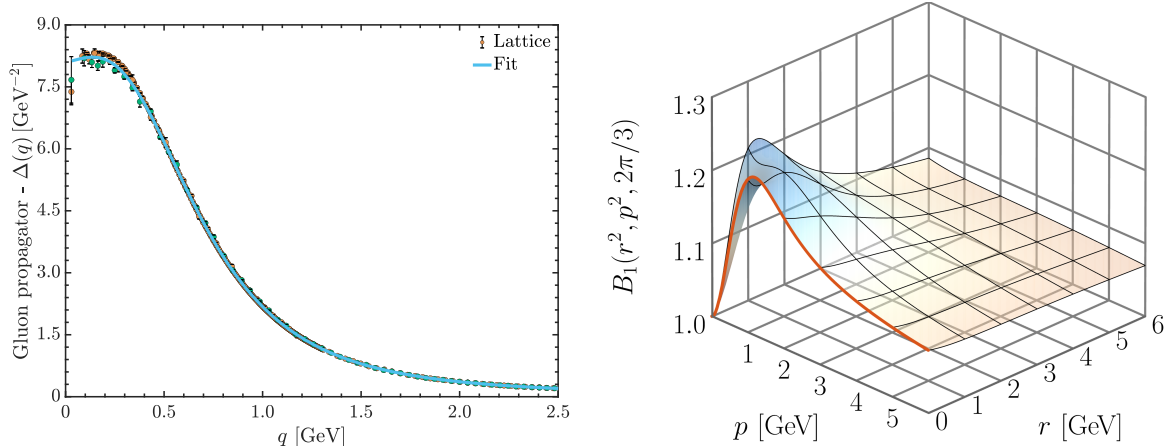 9.0
7.5
6.0
4.5
3.0
1.5
0
Gluon propagator - Δ(q) [GeV⁻²]
Lattice
Fit
0 0.5 1.0 1.5 2.0 2.5
q [GeV]
1.3
1.2
1.1
1.0
B₁(r², p², 2π/3)
1 2 3 4 5
p [GeV]
0 1 2 3 4 5 6
r [GeV]